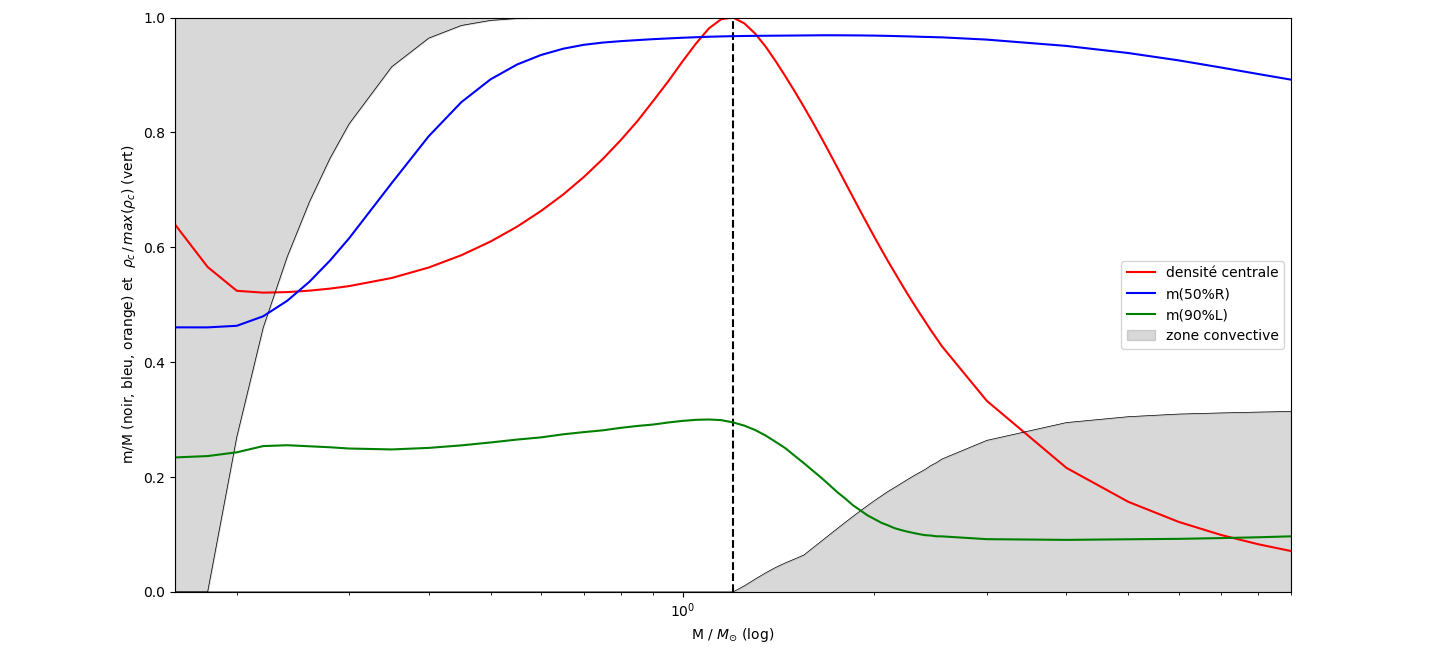 1.0
0.8
0.6
0.4
0.2
0.0
m/M (noir, bleu, orange) et ρc / max(ρc) (vert)
densité centrale
m(50%R)
m(90%L)
zone convective
10⁰
M / M⊙ (log)